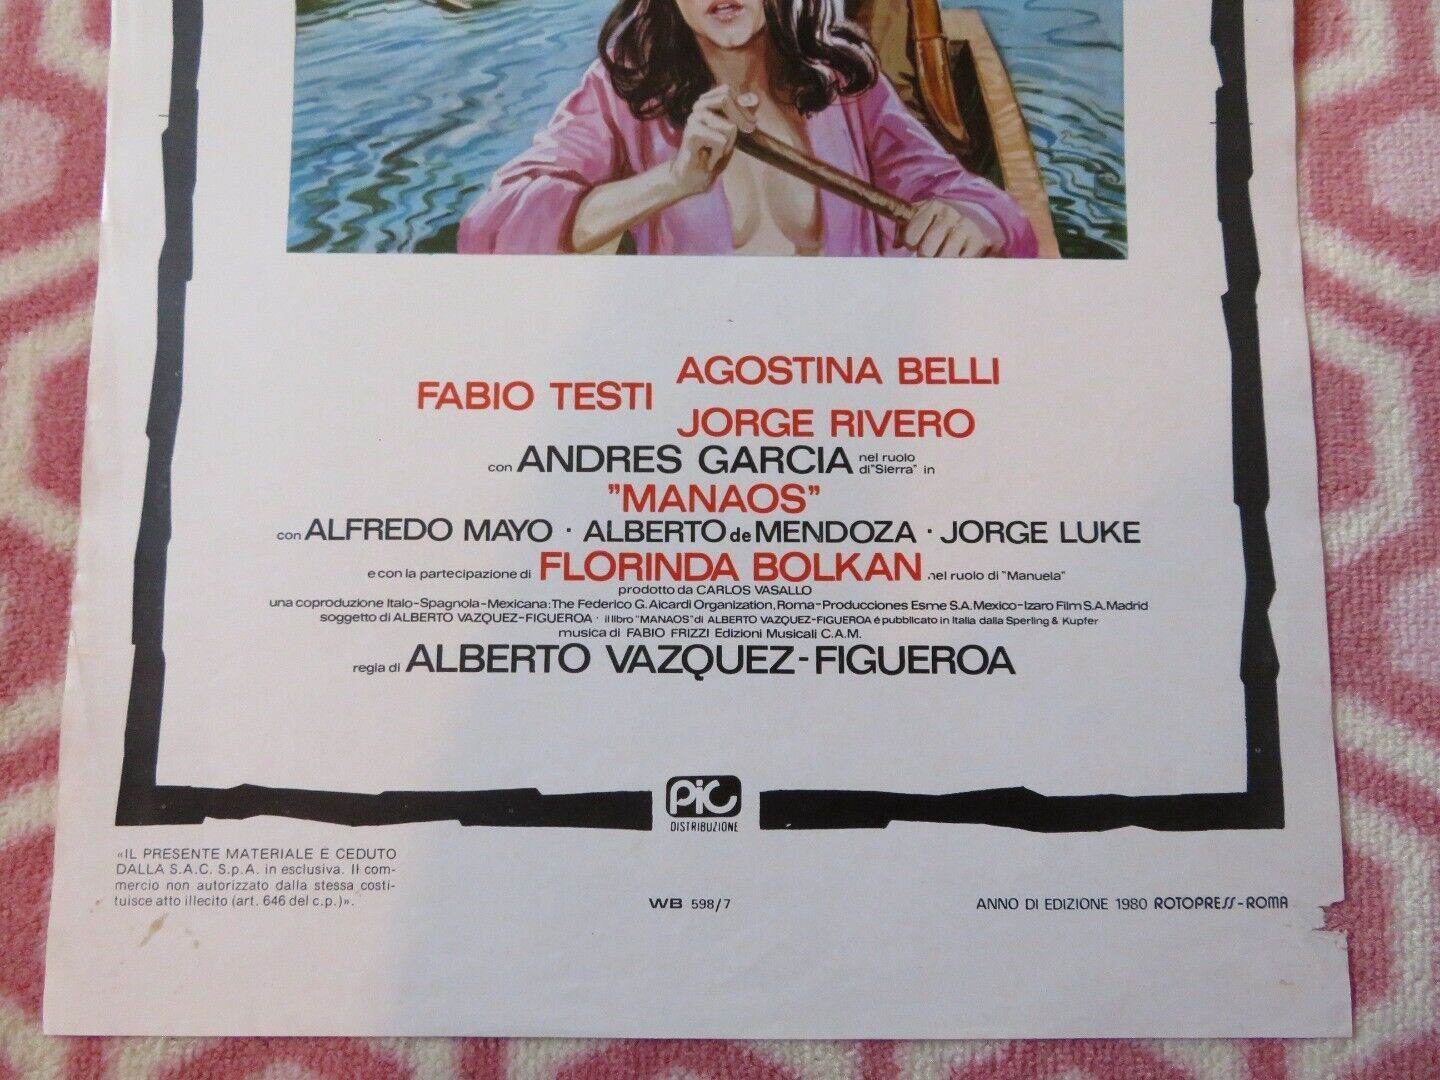 FABIO TESTI
AGOSTINA BELLI
JORGE RIVERO
con ANDRES GARCIA nel ruolo di "Sierra" in
"MANAOS"
con ALFREDO MAYO · ALBERTO de MENDOZA · JORGE LUKE
e con la partecipazione di FLORINDA BOLKAN nel ruolo di "Manuela"
prodotto da CARLOS VASALLO
una coproduzione Italo-Spagnola-Mexicana: The Federico G. Aicardi Organization, Roma-Producciones Esme S.A. Mexico-Izaro Film S.A. Madrid
soggetto di ALBERTO VAZQUEZ-FIGUEROA · il libro "MANAOS" di ALBERTO VAZQUEZ-FIGUEROA è pubblicato in Italia dalla Sperling & Kupfer
musica di FABIO FRIZZI Edizioni Musicali C.A.M.
regia di ALBERTO VAZQUEZ-FIGUEROA
PIC
DISTRIBUZIONE
«IL PRESENTE MATERIALE È CEDUTO
DALLA S.A.C. S.p.A. in esclusiva. Il com-
mercio non autorizzato dalla stessa costi-
tuisce atto illecito (art. 646 del c.p.)».
WB 598/7
ANNO DI EDIZIONE 1980 ROTOPRESS-ROMA